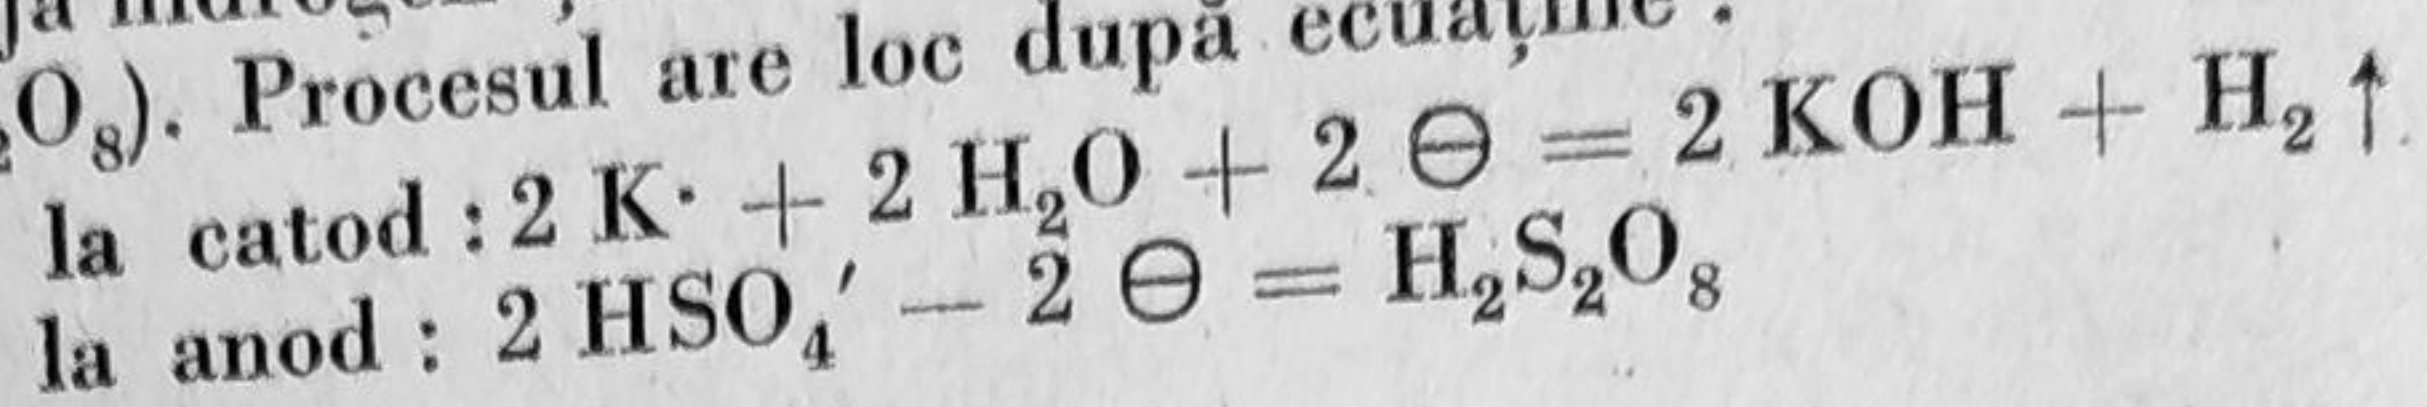 O₈). Procesul are loc după ecuațiile :
la catod : 2 K· + 2 H₂O + 2 ⊖ = 2 KOH + H₂ ↑
la anod : 2 HSO₄′ − 2 ⊖ = H₂S₂O₈